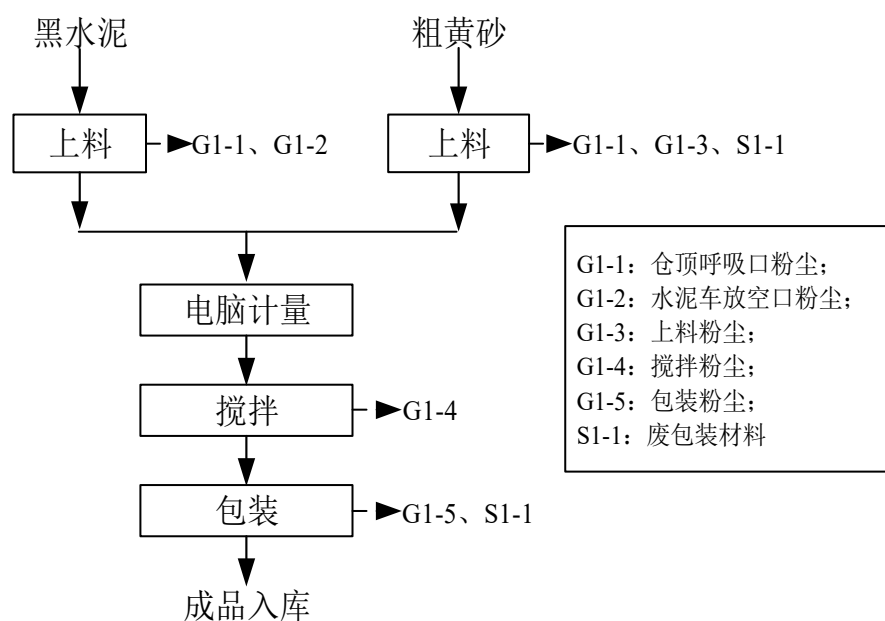 黑水泥
粗黄砂
上料
G1-1、G1-2
上料
G1-1、G1-3、S1-1
电脑计量
搅拌
G1-4
包装
G1-5、S1-1
成品入库
G1-1：仓顶呼吸口粉尘；
G1-2：水泥车放空口粉尘；
G1-3：上料粉尘；
G1-4：搅拌粉尘；
G1-5：包装粉尘；
S1-1：废包装材料